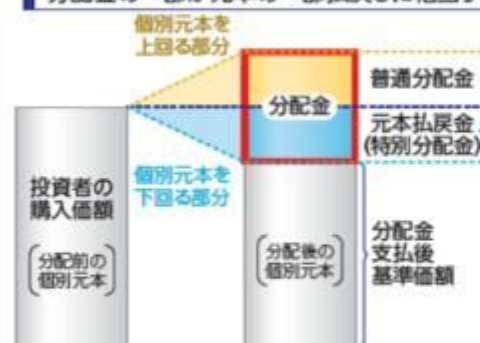 個別元本を
上回る部分
普通分配金
分配金
元本払戻金
(特別分配金)
投資者の
購入価額
個別元本を
下回る部分
分配前の
個別元本
分配後の
個別元本
分配金
支払後
基準価額